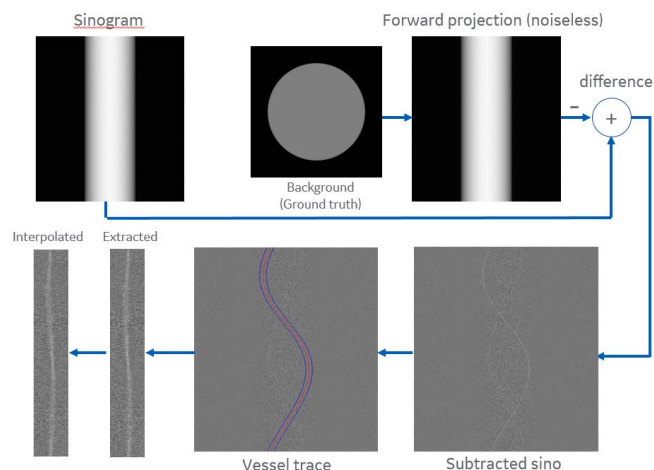 Sinogram
Forward projection (noiseless)
difference
−
+
Background
(Ground truth)
Interpolated
Extracted
Vessel trace
Subtracted sino